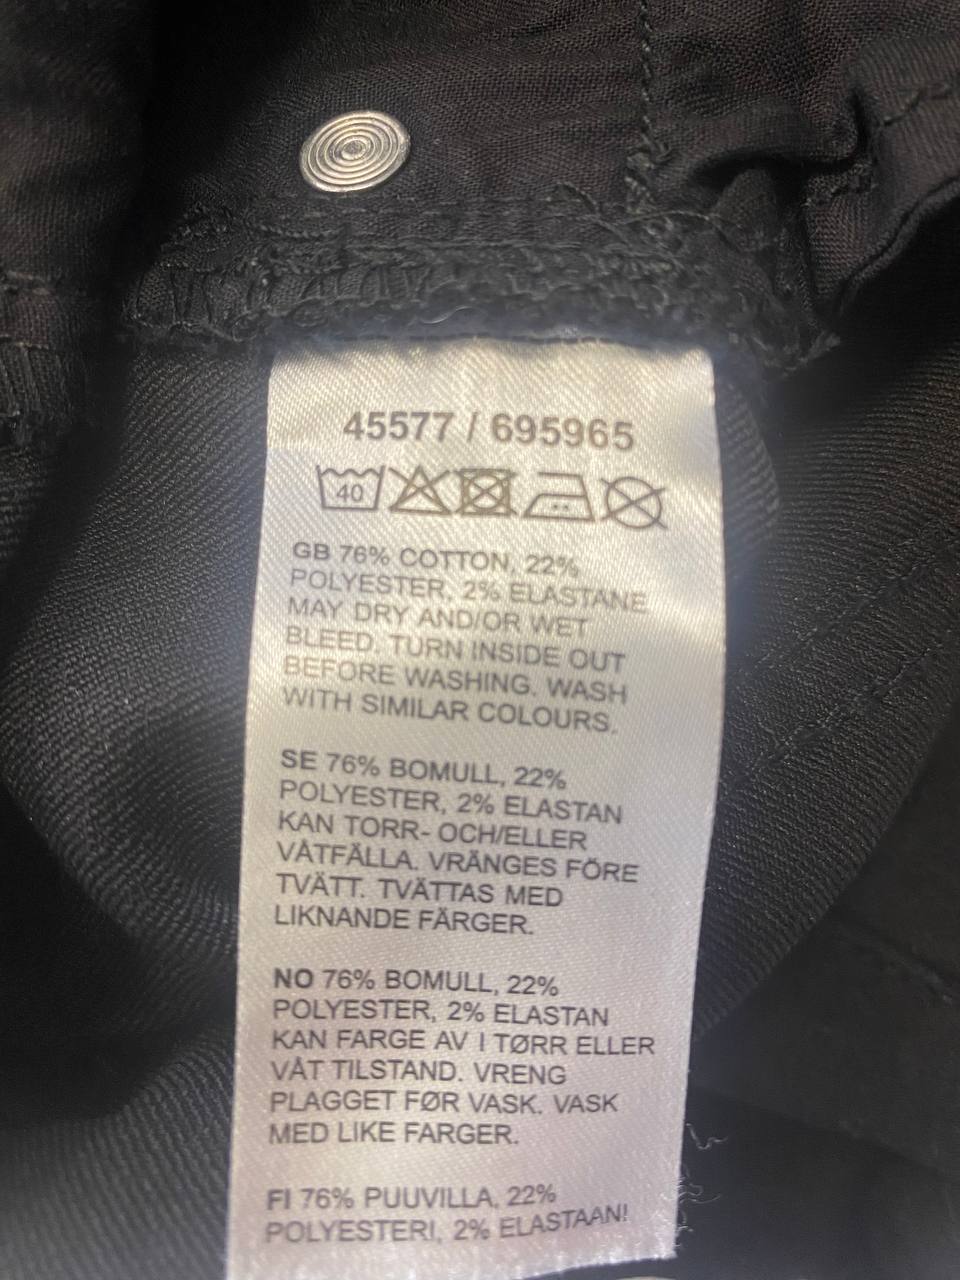 45577 / 695965
40
GB 76% COTTON, 22%
POLYESTER, 2% ELASTANE
MAY DRY AND/OR WET
BLEED. TURN INSIDE OUT
BEFORE WASHING. WASH
WITH SIMILAR COLOURS.
SE 76% BOMULL, 22%
POLYESTER, 2% ELASTAN
KAN TORR- OCH/ELLER
VÅTFÄLLA. VRÄNGES FÖRE
TVÄTT. TVÄTTAS MED
LIKNANDE FÄRGER.
NO 76% BOMULL, 22%
POLYESTER, 2% ELASTAN
KAN FARGE AV I TØRR ELLER
VÅT TILSTAND. VRENG
PLAGGET FØR VASK. VASK
MED LIKE FARGER.
FI 76% PUUVILLA, 22%
POLYESTERI, 2% ELASTAANI